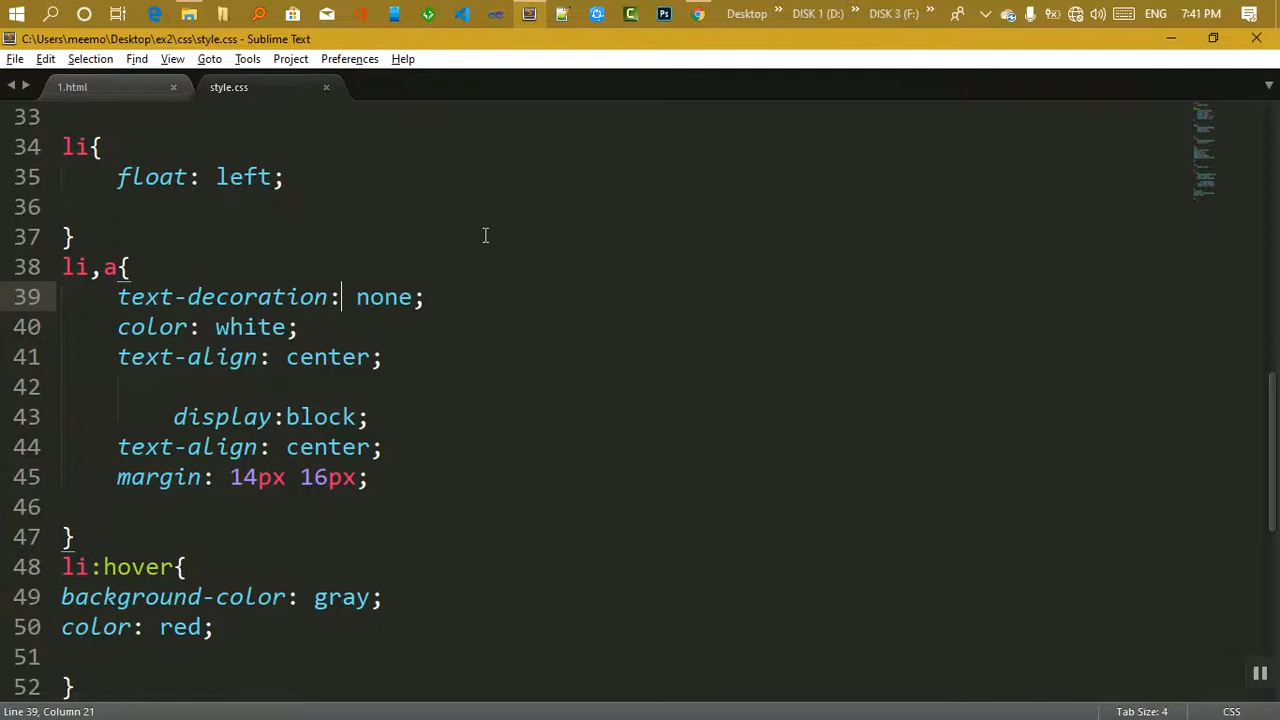 Desktop
DISK 1 (D:)
DISK 3 (F:)
ENG
7:41 PM
C:\Users\meemo\Desktop\ex2\css\style.css - Sublime Text
File Edit Selection Find View Goto Tools Project Preferences Help
1.html
style.css
33
34 li{
35 float: left;
36
37 }
38 li,a{
39 text-decoration: none;
40 color: white;
41 text-align: center;
42
43 display:block;
44 text-align: center;
45 margin: 14px 16px;
46
47 }
48 li:hover{
49 background-color: gray;
50 color: red;
51
52 }
Line 39, Column 21
Tab Size: 4
CSS